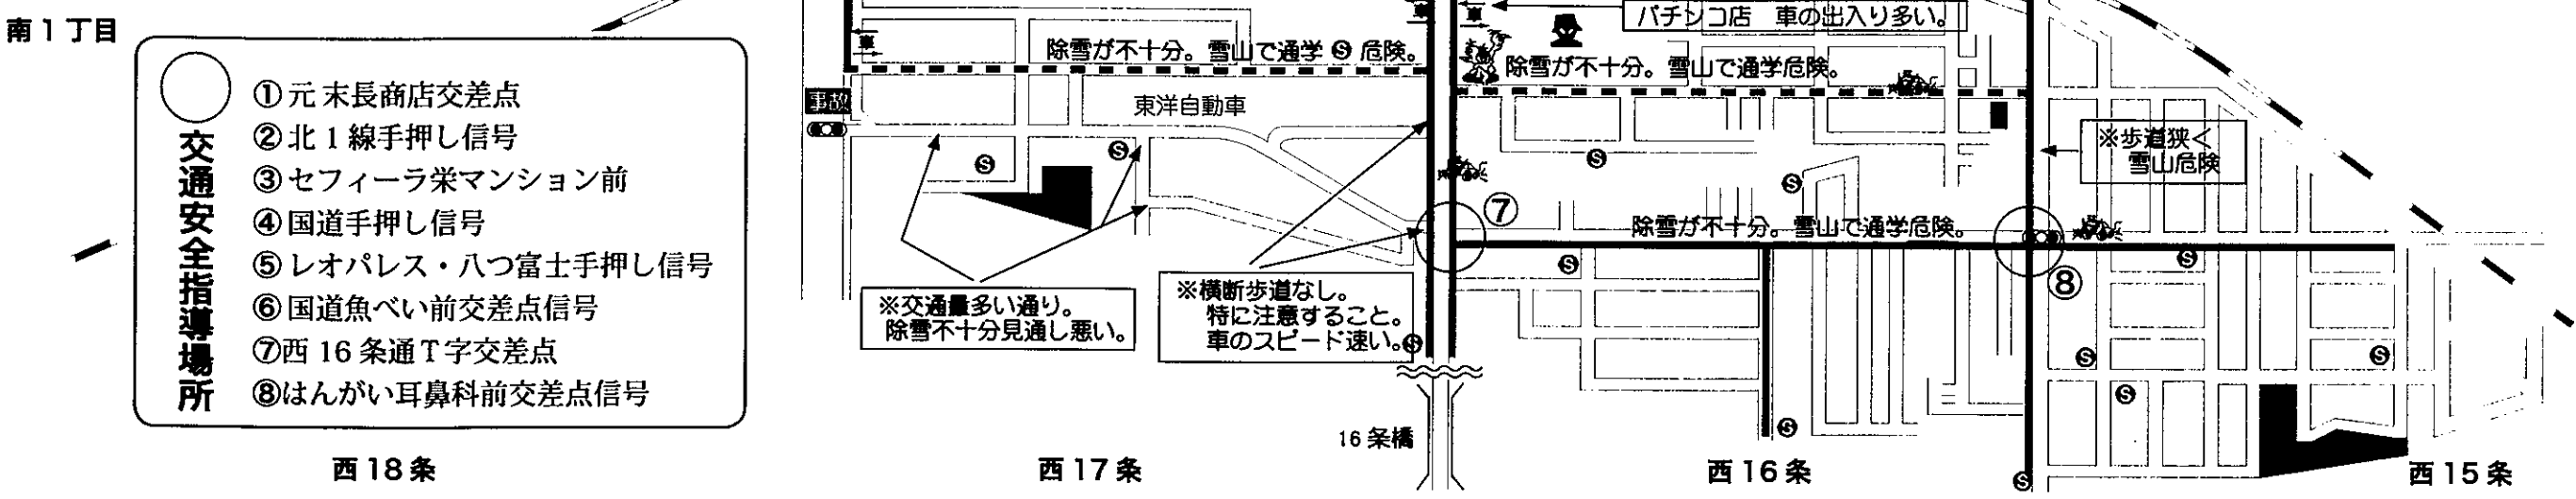 南1丁目
交通安全指導場所
①元末長商店交差点
②北1線手押し信号
③セフィーラ栄マンション前
④国道手押し信号
⑤レオパレス・八つ富士手押し信号
⑥国道魚べい前交差点信号
⑦西16条通T字交差点
⑧はんがい耳鼻科前交差点信号
西18条
車
除雪が不十分。雪山で通学 S 危険。
事故
東洋自動車
S
S
※交通量多い通り。
除雪不十分見通し悪い。
※横断歩道なし。
特に注意すること。
車のスピード速い。S
16条橋
西17条
車
車
パチンコ店 車の出入り多い。
除雪が不十分。雪山で通学危険。
S
S
⑦
除雪が不十分。雪山で通学危険。
S
S
西16条
※歩道狭く
雪山危険
⑧
S
S
S
S
S
西15条